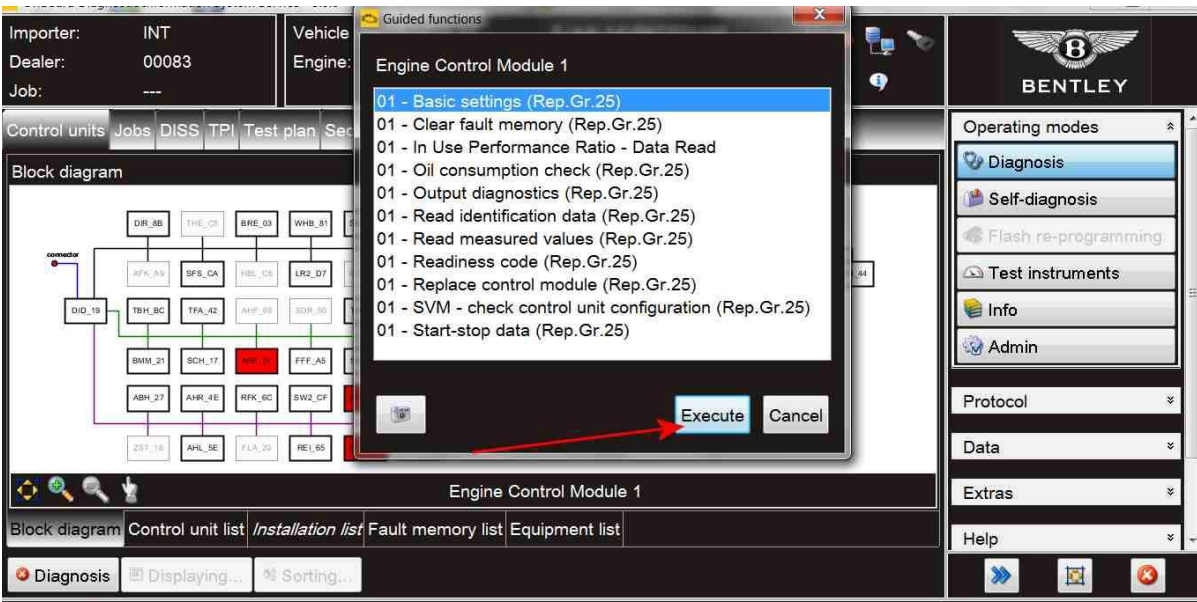 Guided functions
Importer: INT
Dealer: 00083
Job: ---
Vehicle
Engine:
BENTLEY
Engine Control Module 1
01 - Basic settings (Rep.Gr.25)
01 - Clear fault memory (Rep.Gr.25)
01 - In Use Performance Ratio - Data Read
01 - Oil consumption check (Rep.Gr.25)
01 - Output diagnostics (Rep.Gr.25)
01 - Read identification data (Rep.Gr.25)
01 - Read measured values (Rep.Gr.25)
01 - Readiness code (Rep.Gr.25)
01 - Replace control module (Rep.Gr.25)
01 - SVM - check control unit configuration (Rep.Gr.25)
01 - Start-stop data (Rep.Gr.25)
Execute Cancel
Control units Jobs DISS TPI Test plan
Block diagram
DIR_8B BRE_03 WHB_81
connector
SFS_CA LR2_D7
DID_19 TBH_BC TFA_42
BMM_21 SCH_17 FFF_A5
ABH_27 AHR_4E RFK_6C SW2_CF
AHL_5E REI_65
Engine Control Module 1
Block diagram Control unit list Installation list Fault memory list Equipment list
Diagnosis Displaying... Sorting...
Operating modes
Diagnosis
Self-diagnosis
Flash re-programming
Test instruments
Info
Admin
Protocol
Data
Extras
Help